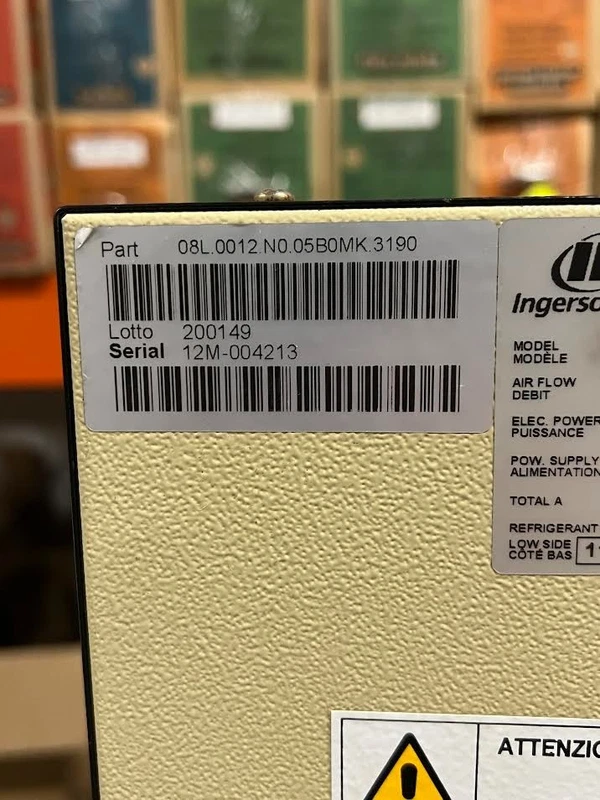 Part 08L.0012.N0.05B0MK.3190
Lotto 200149
Serial 12M-004213
Ingerso
MODEL
MODÈLE
AIR FLOW
DEBIT
ELEC. POWER
PUISSANCE
POW. SUPPLY
ALIMENTATION
TOTAL A
REFRIGERANT
LOW SIDE
CÔTÉ BAS 1
ATTENZIO